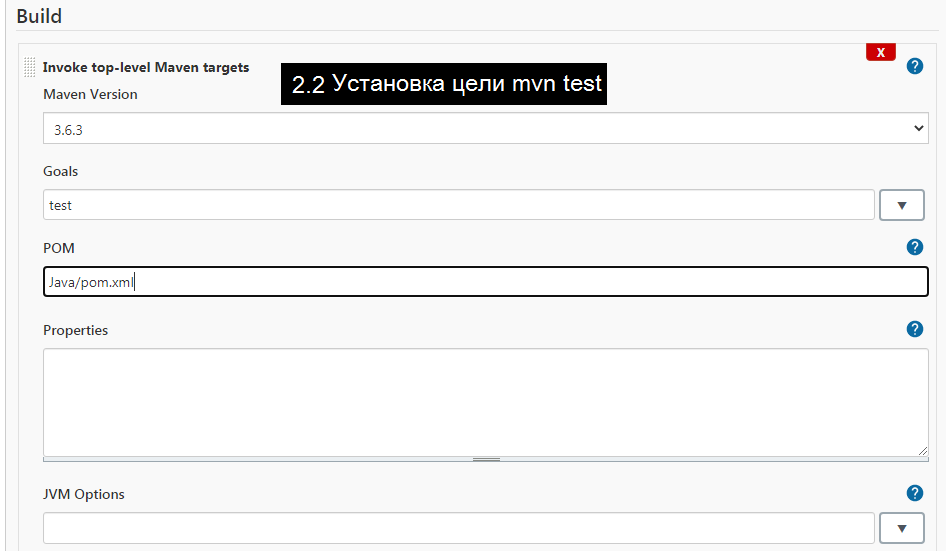 Build
X
Invoke top-level Maven targets
?
2.2 Установка цели mvn test
Maven Version
3.6.3
Goals
test
POM
?
Java/pom.xml
Properties
?
JVM Options
?